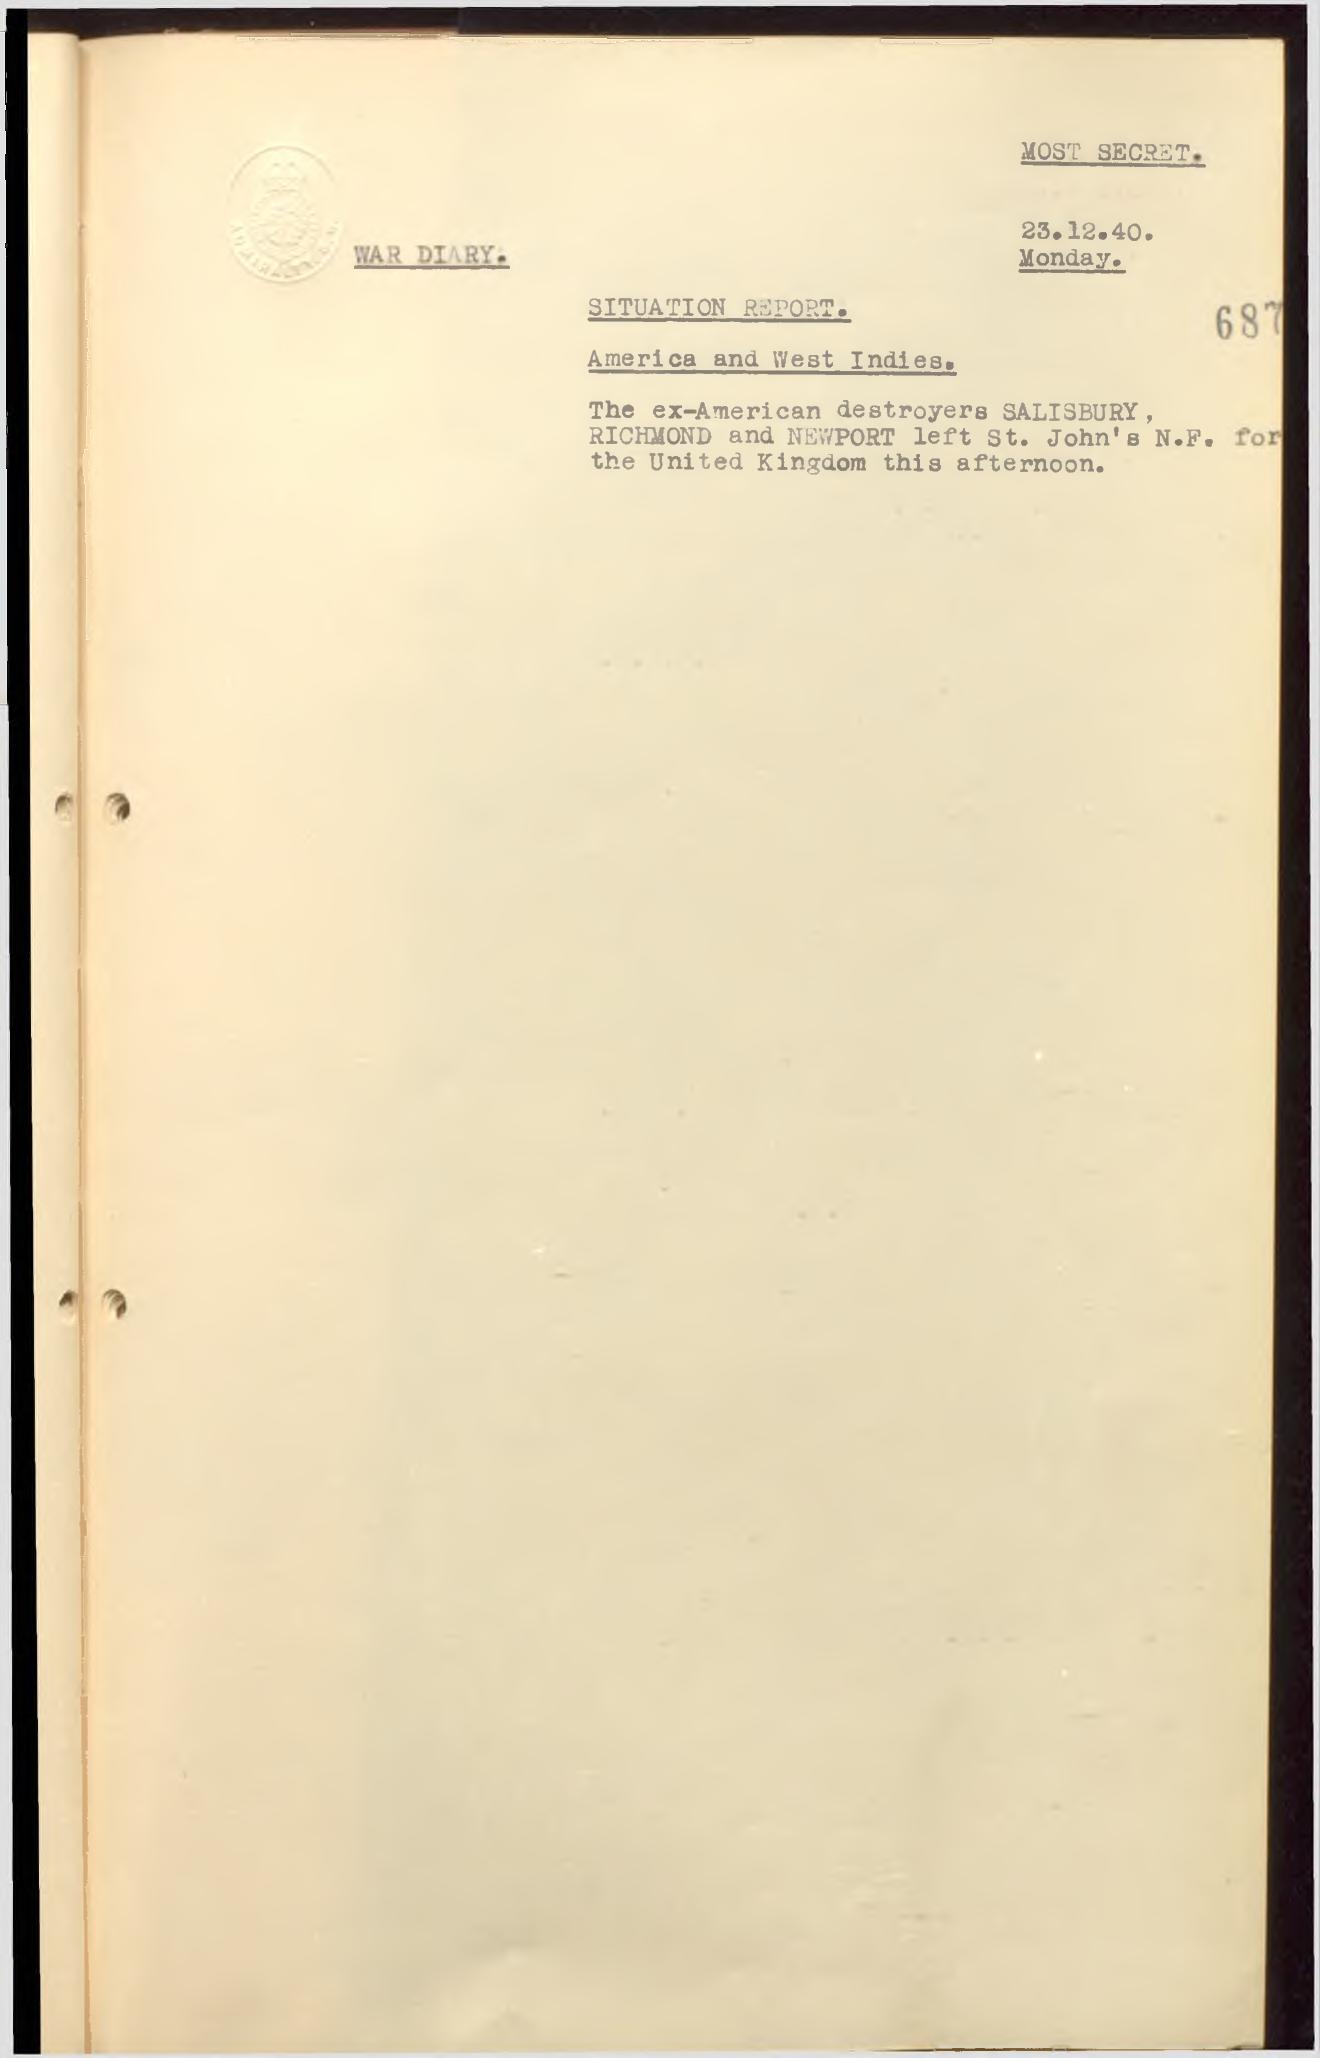 MOST SECRET.
23.12.40.
WAR DIARY.
Monday.
SITUATION REPORT.
687
America and West Indies.
The ex-American destroyers SALISBURY,
RICHMOND and NEWPORT left St. John's N.F. for
the United Kingdom this afternoon.